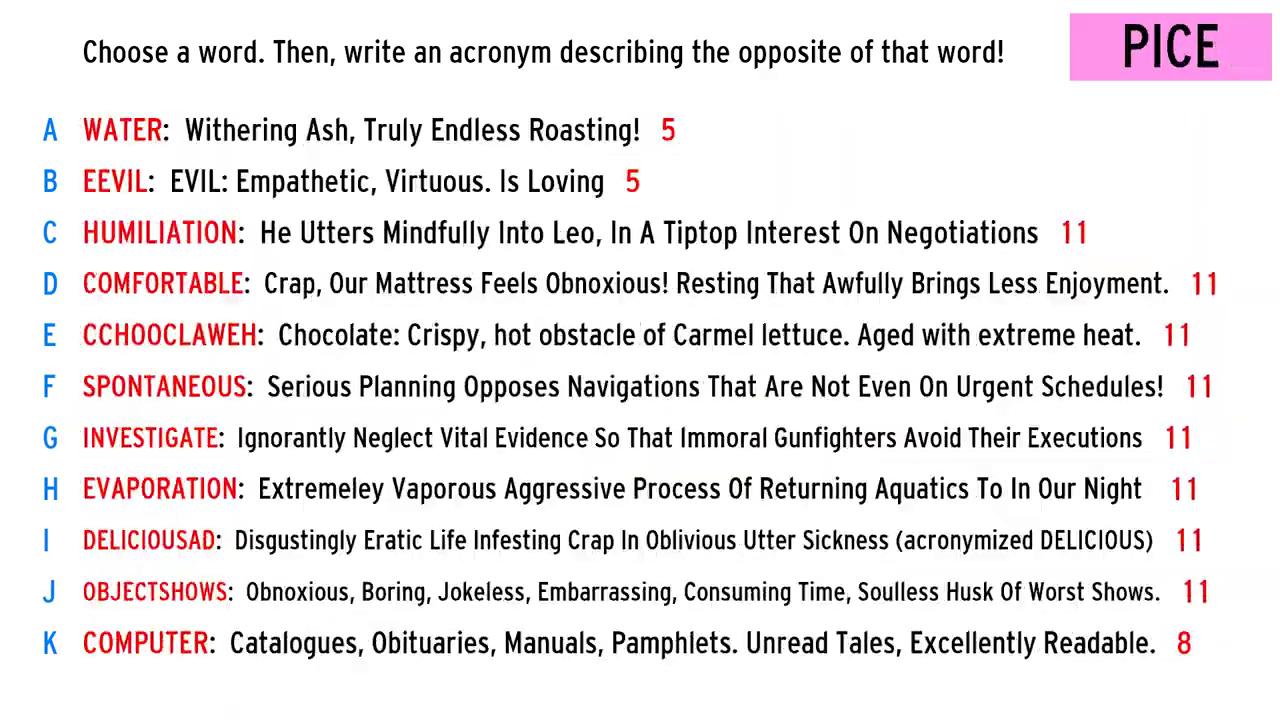 Choose a word. Then, write an acronym describing the opposite of that word!
PICE
A WATER: Withering Ash, Truly Endless Roasting! 5
B EEVIL: EVIL: Empathetic, Virtuous. Is Loving 5
C HUMILIATION: He Utters Mindfully Into Leo, In A Tiptop Interest On Negotiations 11
D COMFORTABLE: Crap, Our Mattress Feels Obnoxious! Resting That Awfully Brings Less Enjoyment. 11
E CCHOOCLAWEH: Chocolate: Crispy, hot obstacle of Carmel lettuce. Aged with extreme heat. 11
F SPONTANEOUS: Serious Planning Opposes Navigations That Are Not Even On Urgent Schedules! 11
G INVESTIGATE: Ignorantly Neglect Vital Evidence So That Immoral Gunfighters Avoid Their Executions 11
H EVAPORATION: Extremeley Vaporous Aggressive Process Of Returning Aquatics To In Our Night 11
I DELICIOUSAD: Disgustingly Eratic Life Infesting Crap In Oblivious Utter Sickness (acronymized DELICIOUS) 11
J OBJECTSHOWS: Obnoxious, Boring, Jokeless, Embarrassing, Consuming Time, Soulless Husk Of Worst Shows. 11
K COMPUTER: Catalogues, Obituaries, Manuals, Pamphlets. Unread Tales, Excellently Readable. 8